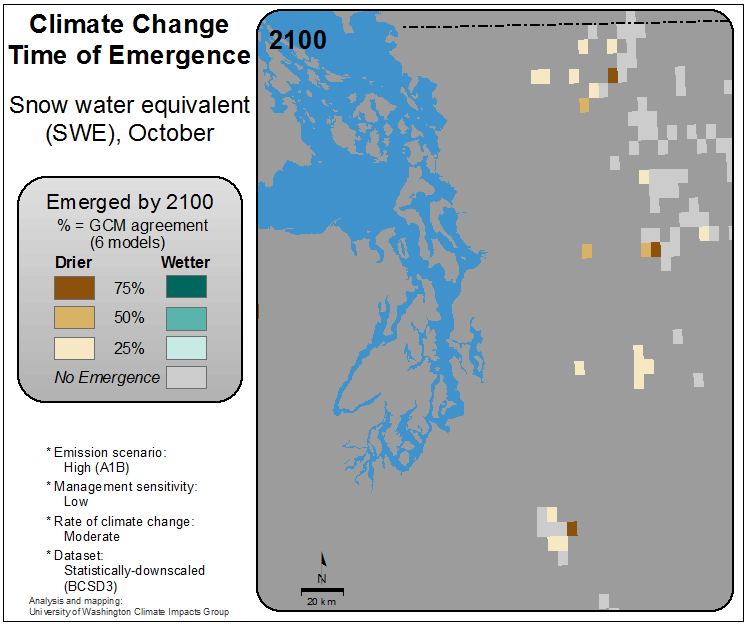 Climate Change
Time of Emergence
Snow water equivalent
(SWE), October
Emerged by 2100
% = GCM agreement
(6 models)
Drier Wetter
75%
50%
25%
No Emergence
* Emission scenario:
High (A1B)
* Management sensitivity:
Low
* Rate of climate change:
Moderate
* Dataset:
Statistically-downscaled
(BCSD3)
Analysis and mapping:
University of Washington Climate Impacts Group
2100
N
20 km